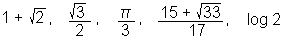 1 + √2, √3/2, π/3, (15 + √33)/17, log 2